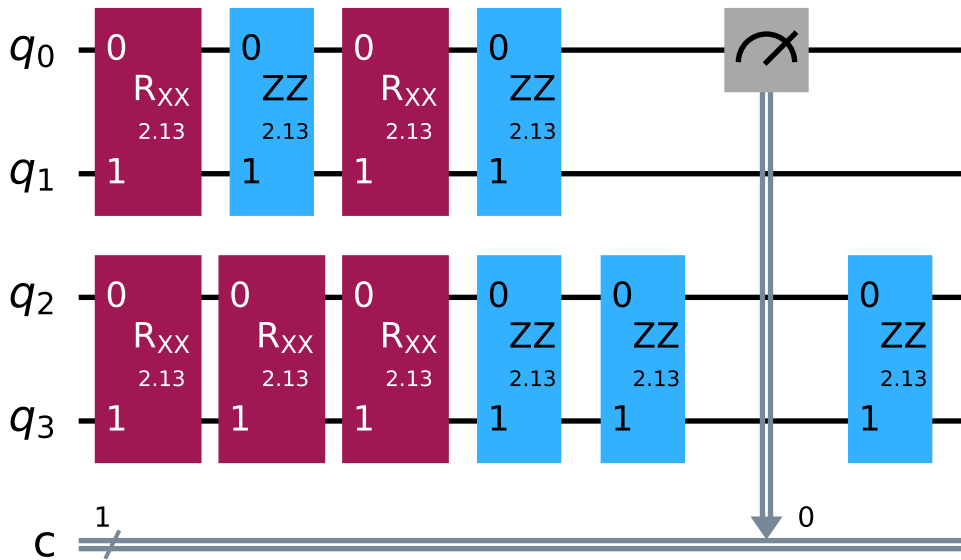 q0 0 RXX 2.13 1 0 ZZ 2.13 1 0 RXX 2.13 1 0 ZZ 2.13 1
q1
q2 0 RXX 2.13 1 0 RXX 2.13 1 0 RXX 2.13 1 0 ZZ 2.13 1 0 ZZ 2.13 1 0 ZZ 2.13 1
q3
c 1 0